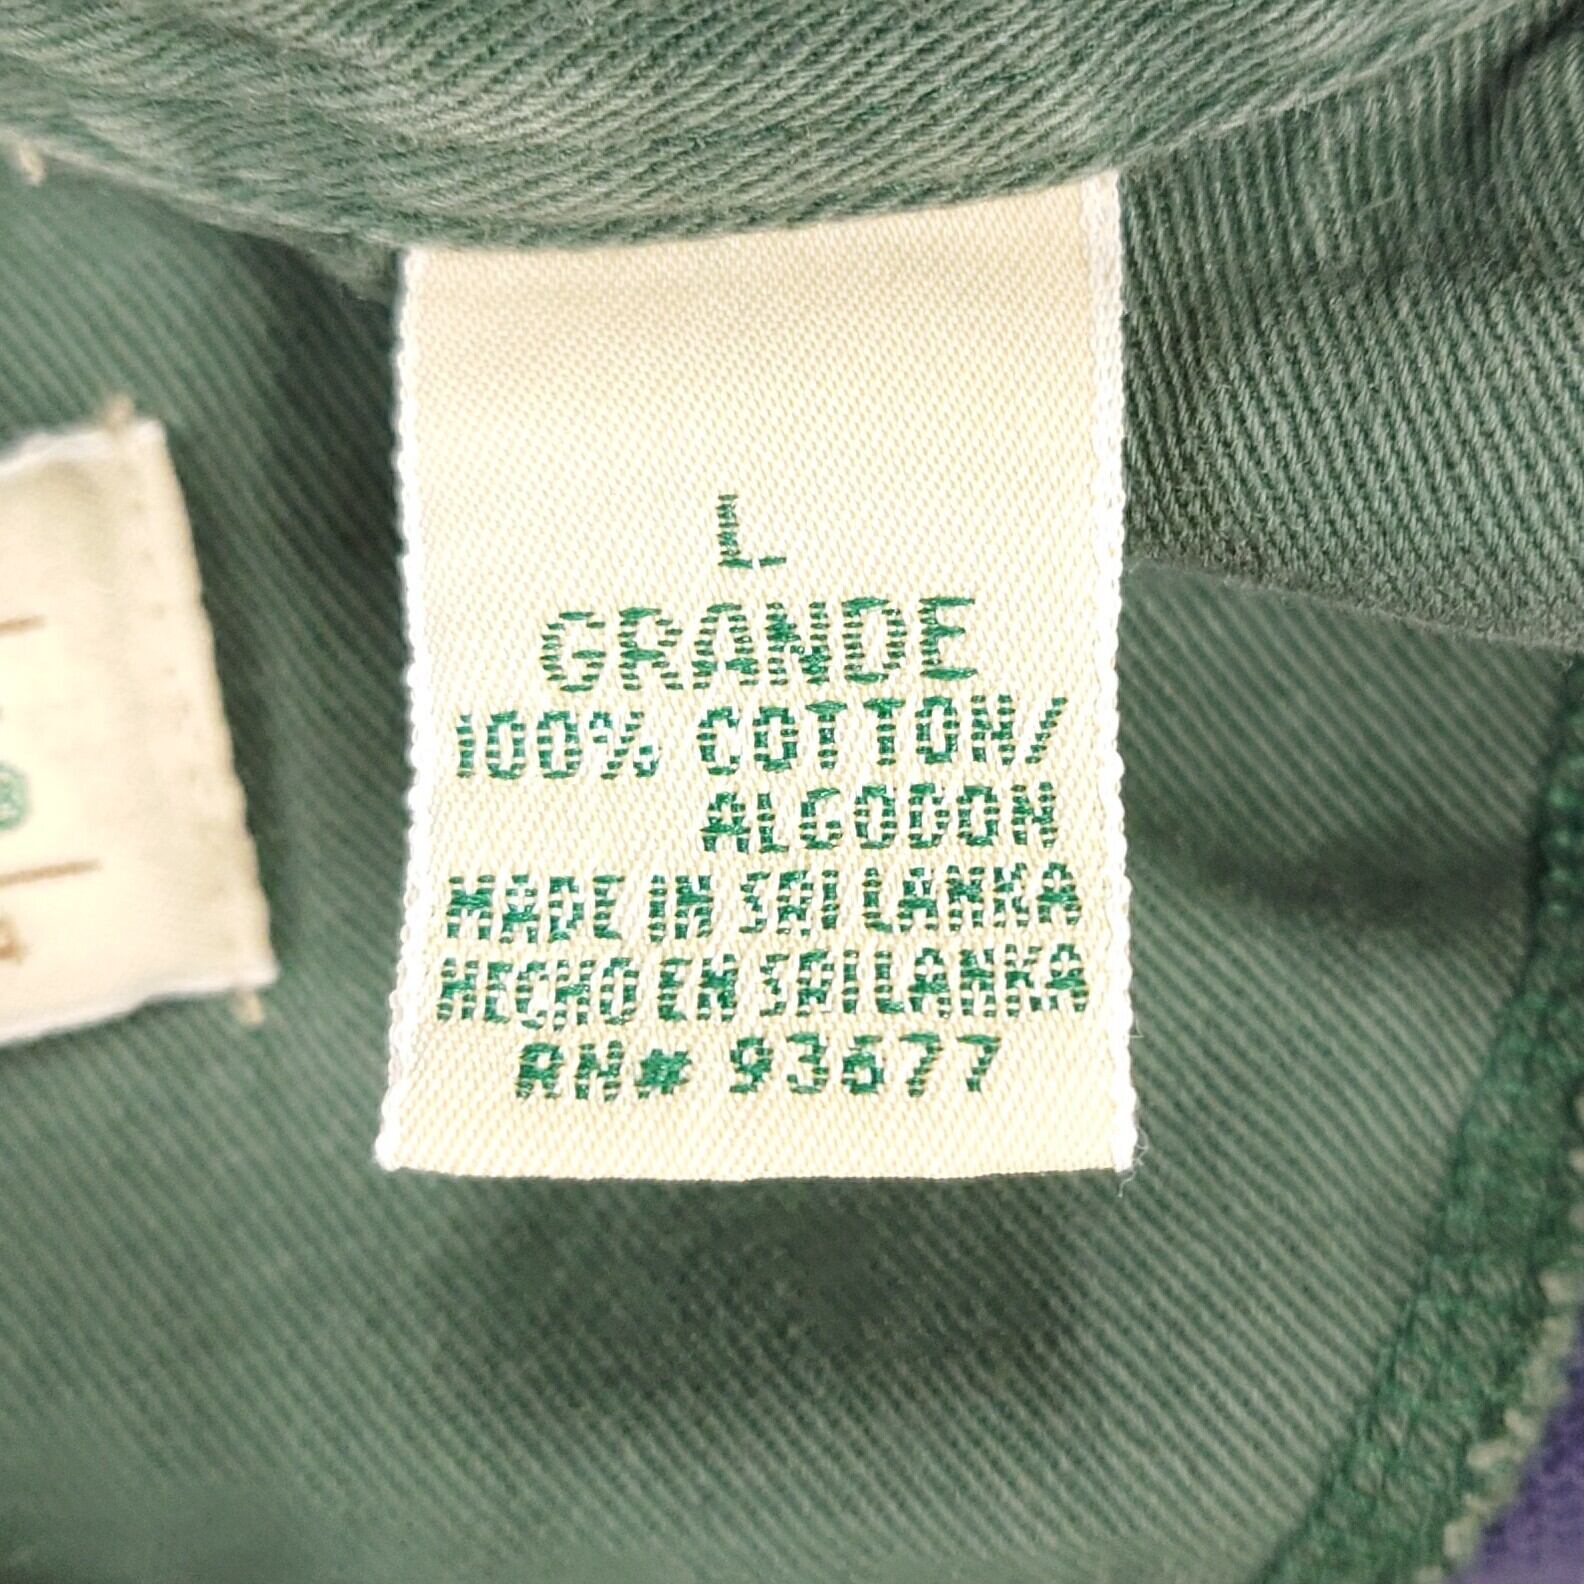 L
GRANDE
100% COTTON/
ALGODON
MADE IN SRI LANKA
HECHO EN SRI LANKA
RN# 93677